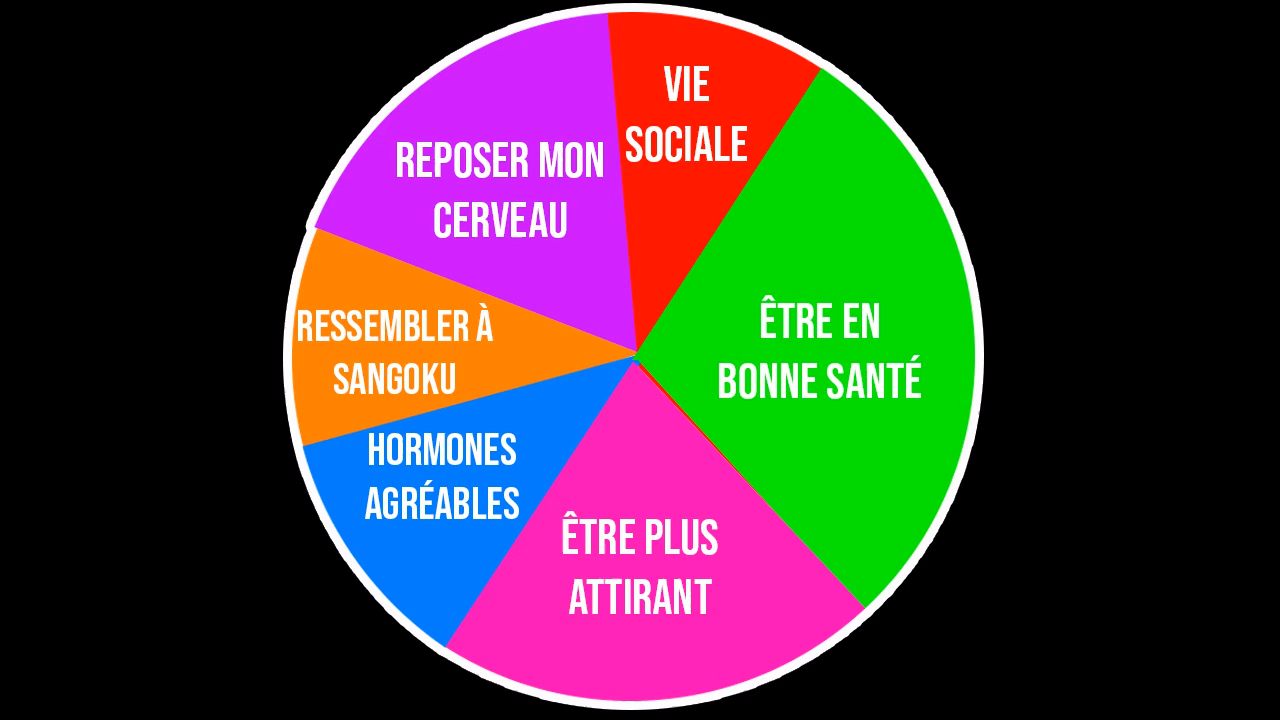 VIE
SOCIALE
REPOSER MON
CERVEAU
ÊTRE EN
BONNE SANTÉ
RESSEMBLER À
SANGOKU
HORMONES
AGRÉABLES
ÊTRE PLUS
ATTIRANT